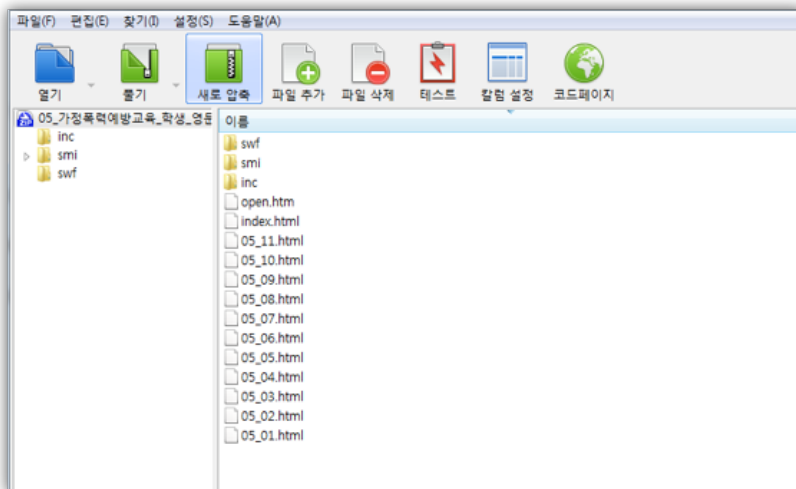 파일(F) 편집(E) 찾기(I) 설정(S) 도움말(A)
열기 풀기 새로 압축 파일 추가 파일 삭제 테스트 칼럼 설정 코드페이지
05_가정폭력예방교육_학생_영문
inc
smi
swf
이름
swf
smi
inc
open.htm
index.html
05_11.html
05_10.html
05_09.html
05_08.html
05_07.html
05_06.html
05_05.html
05_04.html
05_03.html
05_02.html
05_01.html